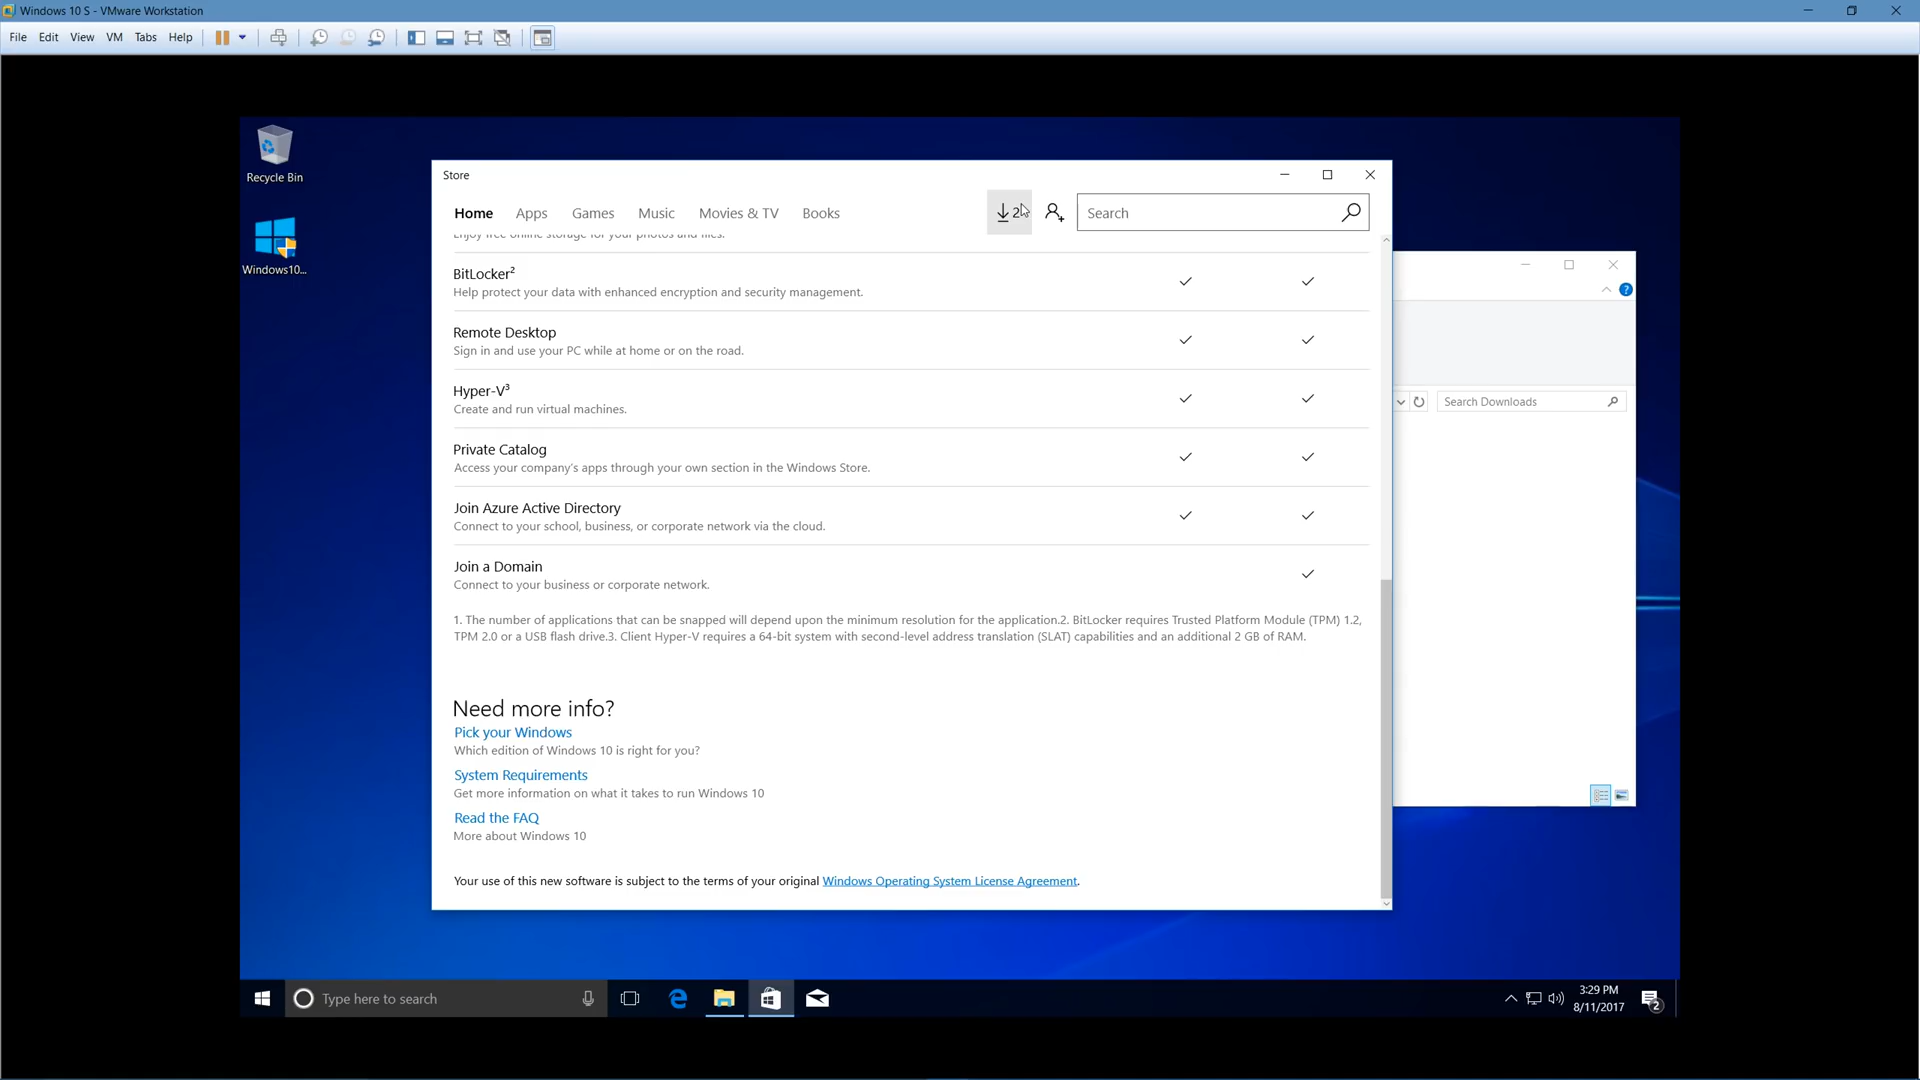 Windows 10 S - VMware Workstation
File Edit View VM Tabs Help
Recycle Bin
Windows10...
Store
Home Apps Games Music Movies & TV Books
2
Search
Enjoy free online storage for your photos and files.
BitLocker²
Help protect your data with enhanced encryption and security management.
Remote Desktop
Sign in and use your PC while at home or on the road.
Hyper-V³
Create and run virtual machines.
Private Catalog
Access your company's apps through your own section in the Windows Store.
Join Azure Active Directory
Connect to your school, business, or corporate network via the cloud.
Join a Domain
Connect to your business or corporate network.
1. The number of applications that can be snapped will depend upon the minimum resolution for the application.2. BitLocker requires Trusted Platform Module (TPM) 1.2,
TPM 2.0 or a USB flash drive.3. Client Hyper-V requires a 64-bit system with second-level address translation (SLAT) capabilities and an additional 2 GB of RAM.
Need more info?
Pick your Windows
Which edition of Windows 10 is right for you?
System Requirements
Get more information on what it takes to run Windows 10
Read the FAQ
More about Windows 10
Your use of this new software is subject to the terms of your original Windows Operating System License Agreement.
?
Search Downloads
Type here to search
3:29 PM
8/11/2017
2